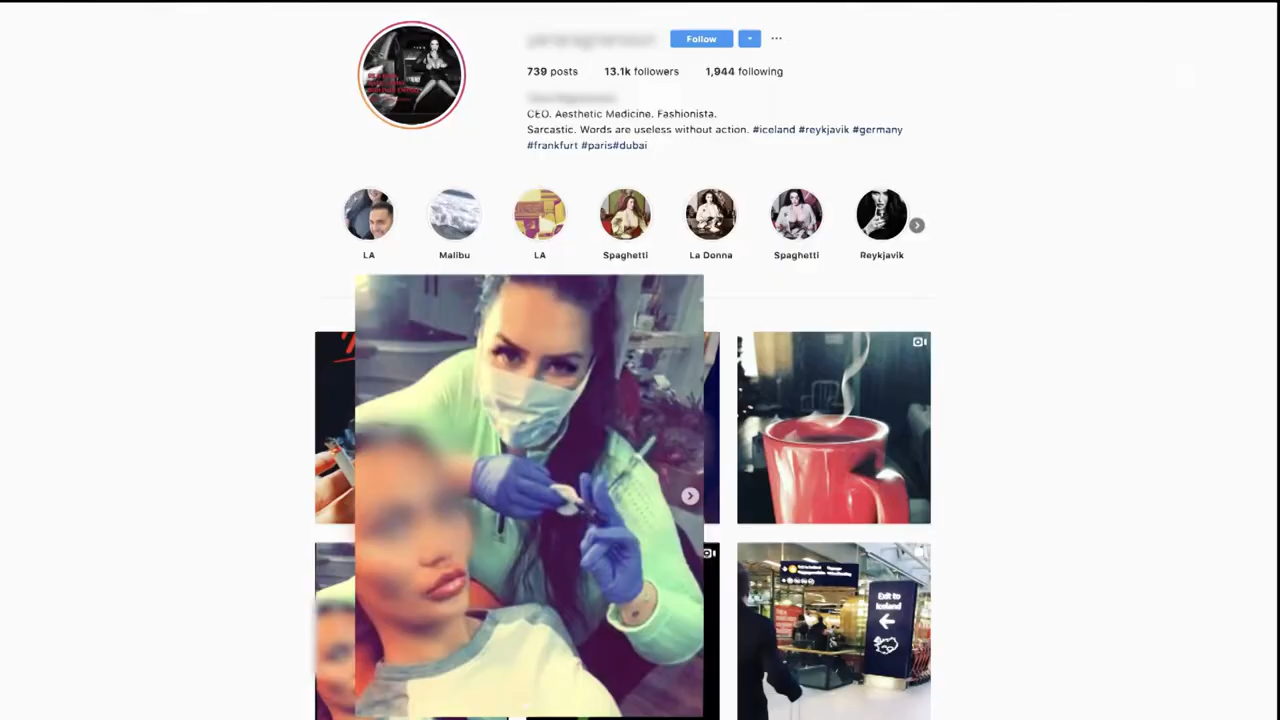 Follow
739 posts 13.1k followers 1,944 following
CEO. Aesthetic Medicine. Fashionista.
Sarcastic. Words are useless without action. #iceland #reykjavik #germany
#frankfurt #paris#dubai
LA Malibu LA Spaghetti La Donna Spaghetti Reykjavik
Exit to
Iceland